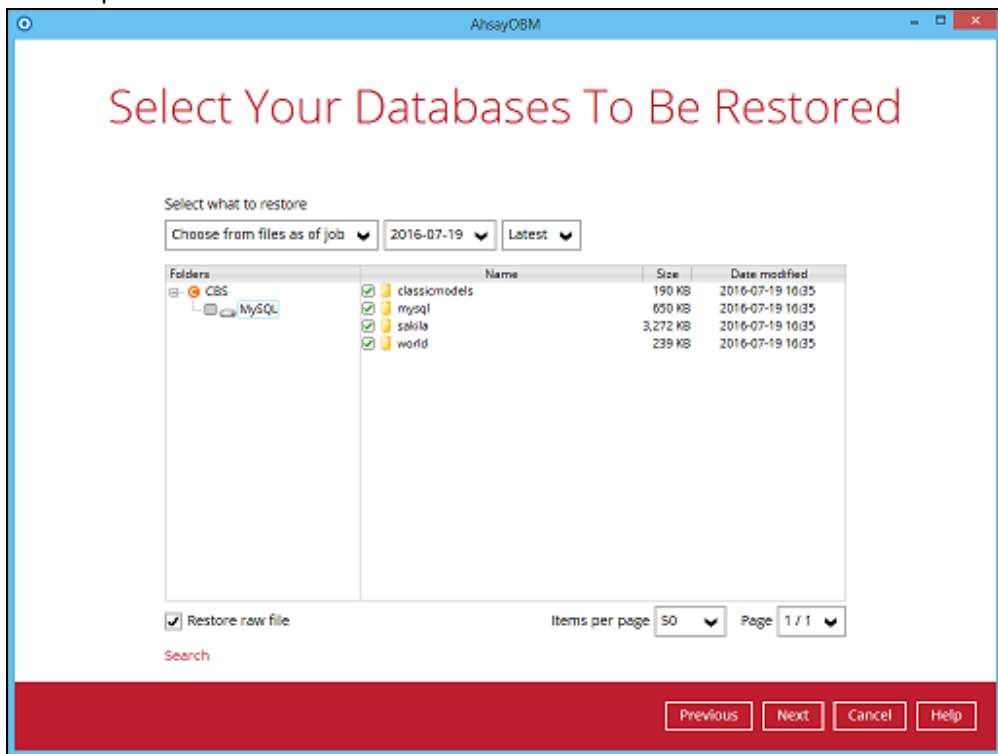 AhsayOBM
Select Your Databases To Be Restored
Select what to restore
Choose from files as of job 2016-07-19 Latest
Folders Name Size Date modified
CBS classicmodels 190 KB 2016-07-19 16:35
MySQL mysql 650 KB 2016-07-19 16:35
sakila 3,272 KB 2016-07-19 16:35
world 239 KB 2016-07-19 16:35
Restore raw file Items per page 50 Page 1 / 1
Search
Previous Next Cancel Help